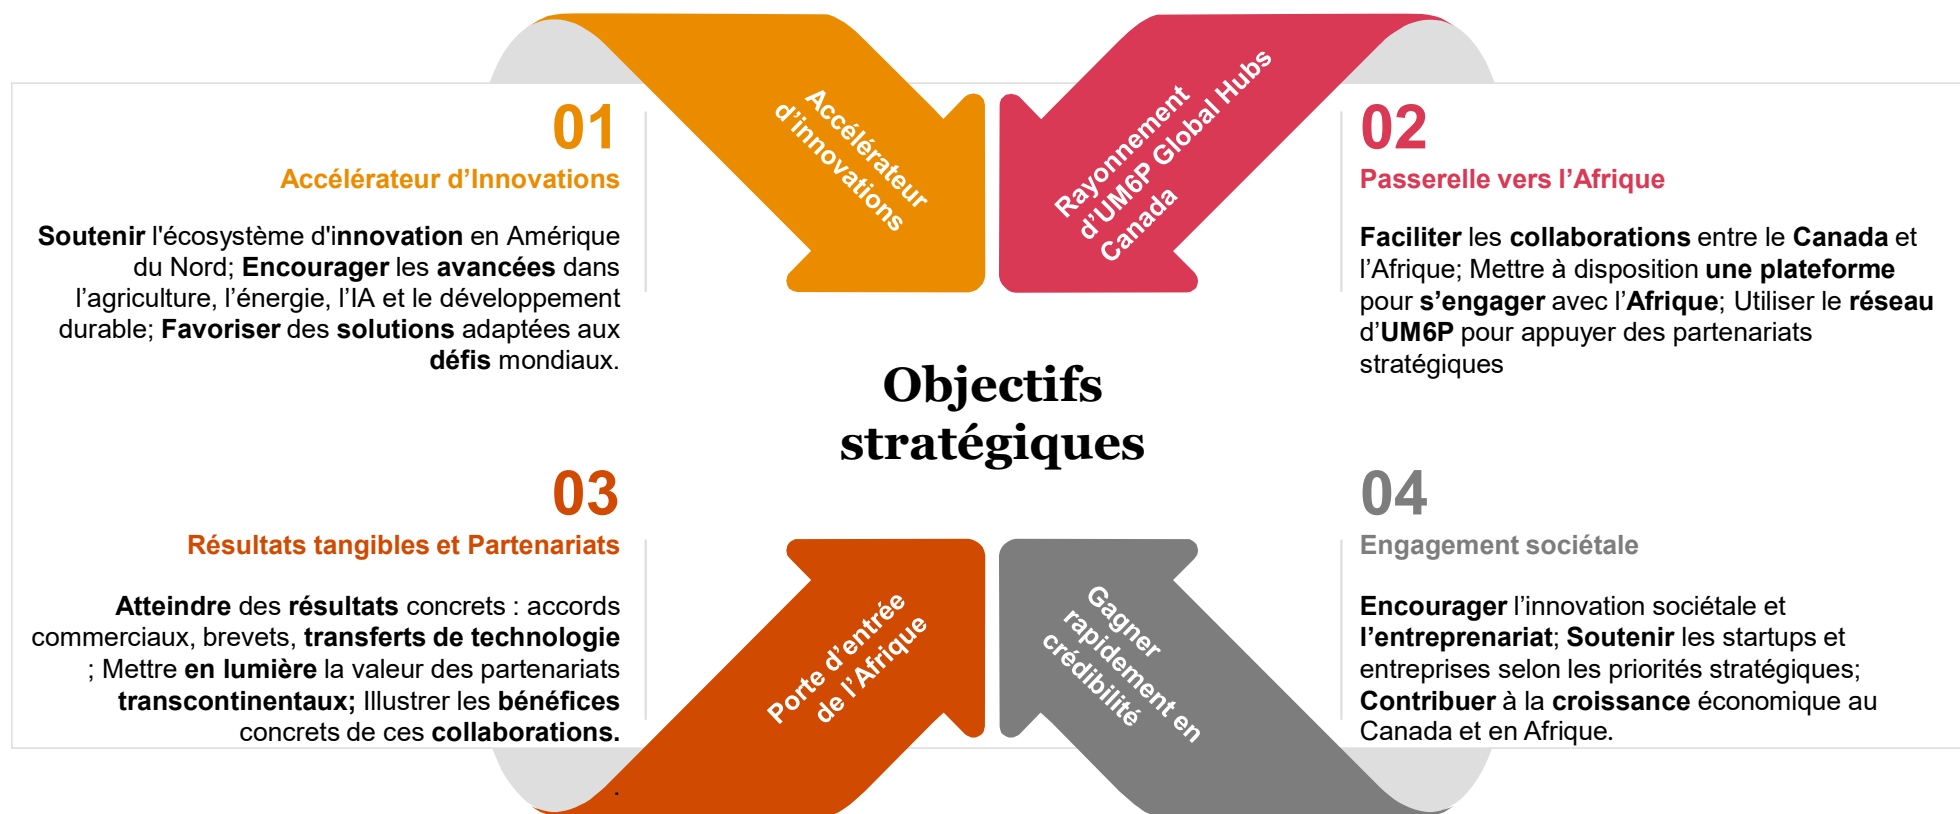 01
Accélérateur d’Innovations
Soutenir l'écosystème d'innovation en Amérique
du Nord; Encourager les avancées dans
l’agriculture, l’énergie, l’IA et le développement
durable; Favoriser des solutions adaptées aux
défis mondiaux.
Accélérateur
d’innovations
Rayonnement
d’UM6P Global Hubs
Canada
02
Passerelle vers l’Afrique
Faciliter les collaborations entre le Canada et
l’Afrique; Mettre à disposition une plateforme
pour s’engager avec l’Afrique; Utiliser le réseau
d’UM6P pour appuyer des partenariats
stratégiques
Objectifs
stratégiques
03
Résultats tangibles et Partenariats
Atteindre des résultats concrets : accords
commerciaux, brevets, transferts de technologie
; Mettre en lumière la valeur des partenariats
transcontinentaux; Illustrer les bénéfices
concrets de ces collaborations.
.
Porte d’entrée
de l’Afrique
Gagner
rapidement en
crédibilité
04
Engagement sociétale
Encourager l’innovation sociétale et
l’entreprenariat; Soutenir les startups et
entreprises selon les priorités stratégiques;
Contribuer à la croissance économique au
Canada et en Afrique.